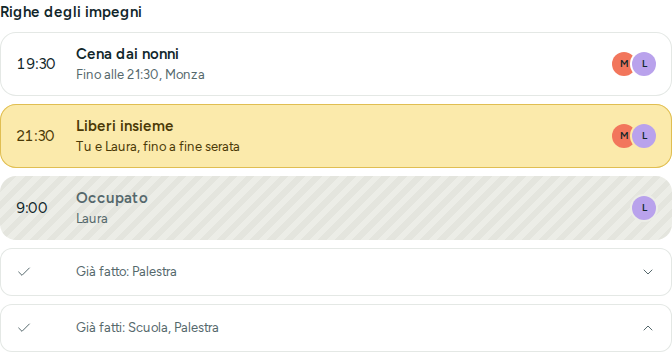 Righe degli impegni
19:30
Cena dai nonni
Fino alle 21:30, Monza
M L
21:30
Liberi insieme
Tu e Laura, fino a fine serata
M L
9:00
Occupato
Laura
L
Già fatto: Palestra
Già fatti: Scuola, Palestra